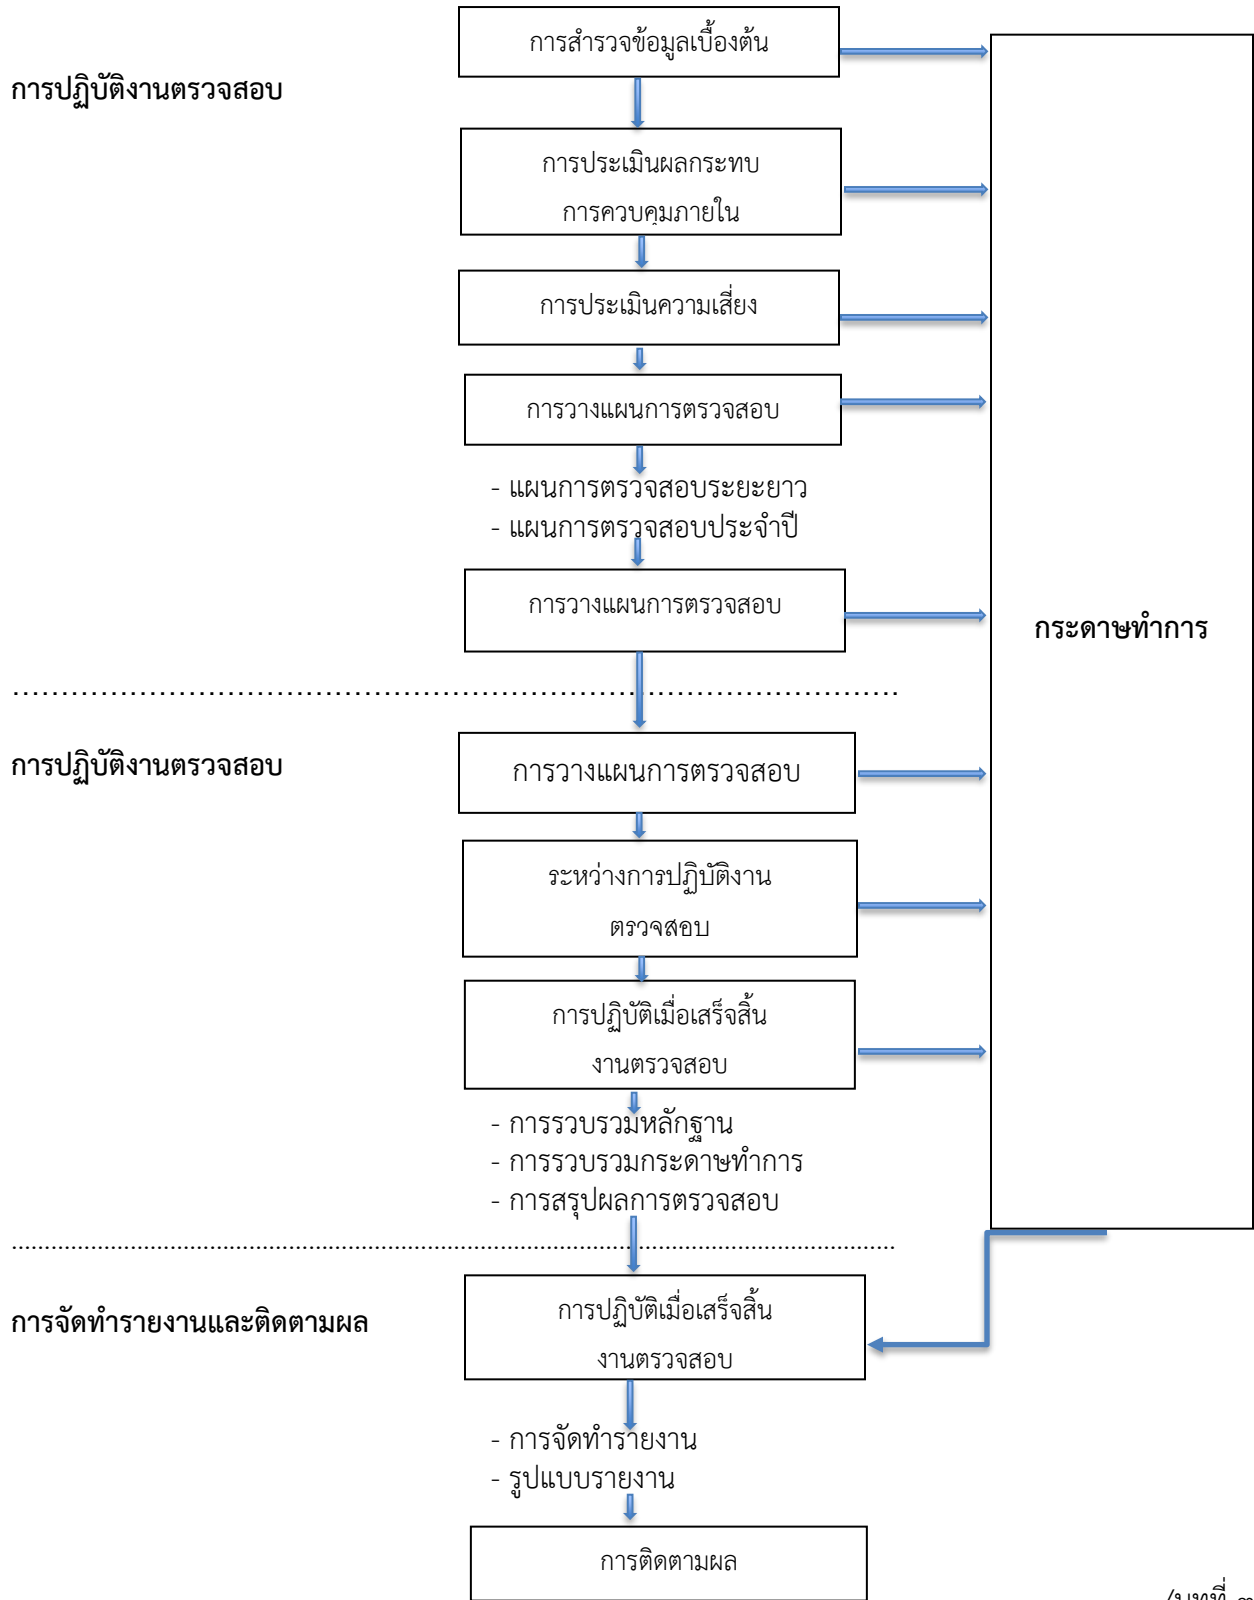 การสำรวจข้อมูลเบื้องต้น
การปฏิบัติงานตรวจสอบ
การประเมินผลกระทบ
การควบคุมภายใน
การประเมินความเสี่ยง
การวางแผนการตรวจสอบ
- แผนการตรวจสอบระยะยาว
- แผนการตรวจสอบประจำปี
การวางแผนการตรวจสอบ
กระดาษทำการ
การปฏิบัติงานตรวจสอบ
การวางแผนการตรวจสอบ
ระหว่างการปฏิบัติงาน
ตรวจสอบ
การปฏิบัติเมื่อเสร็จสิ้น
งานตรวจสอบ
- การรวบรวมหลักฐาน
- การรวบรวมกระดาษทำการ
- การสรุปผลการตรวจสอบ
การจัดทำรายงานและติดตามผล
การปฏิบัติเมื่อเสร็จสิ้น
งานตรวจสอบ
- การจัดทำรายงาน
- รูปแบบรายงาน
การติดตามผล
/บทที่